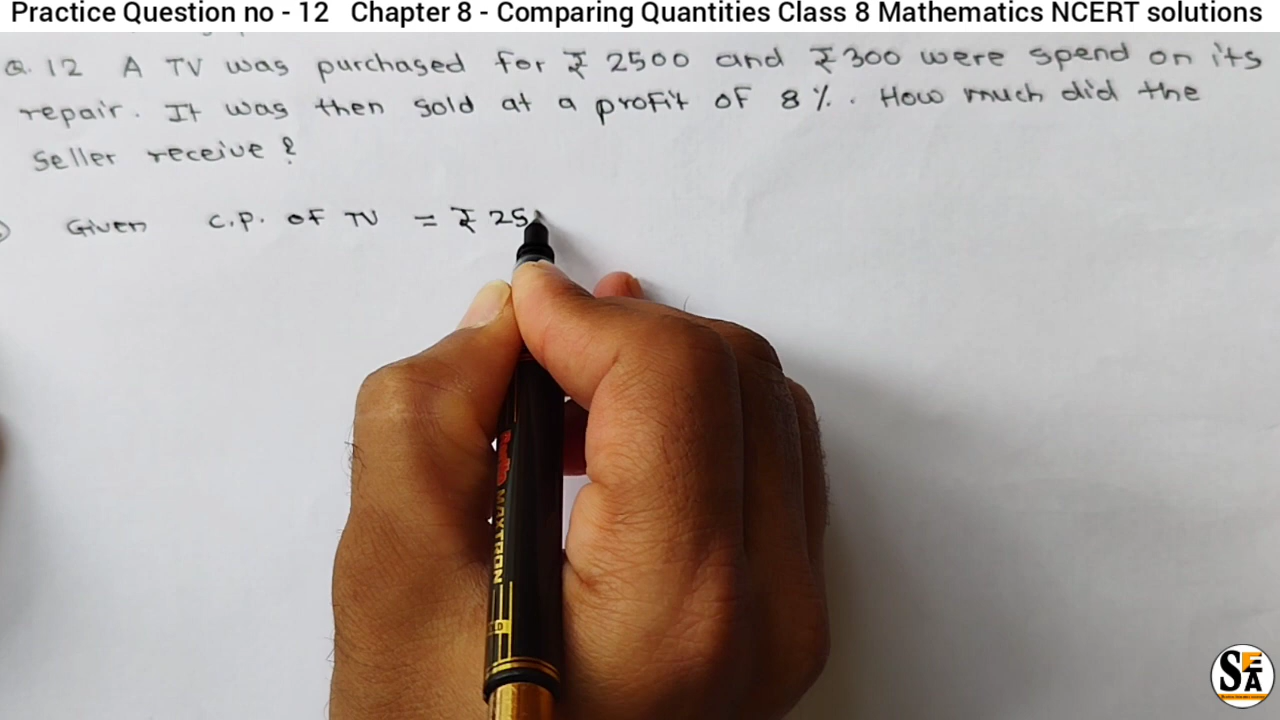 Practice Question no - 12 Chapter 8 - Comparing Quantities Class 8 Mathematics NCERT solutions
Q. 12 A TV was purchased for ₹ 2500 and ₹300 were spend on its
repair. It was then sold at a profit of 8 %. How much did the
seller receive ?
Given C.P. of TV = ₹ 25
MAXTRON
SEA